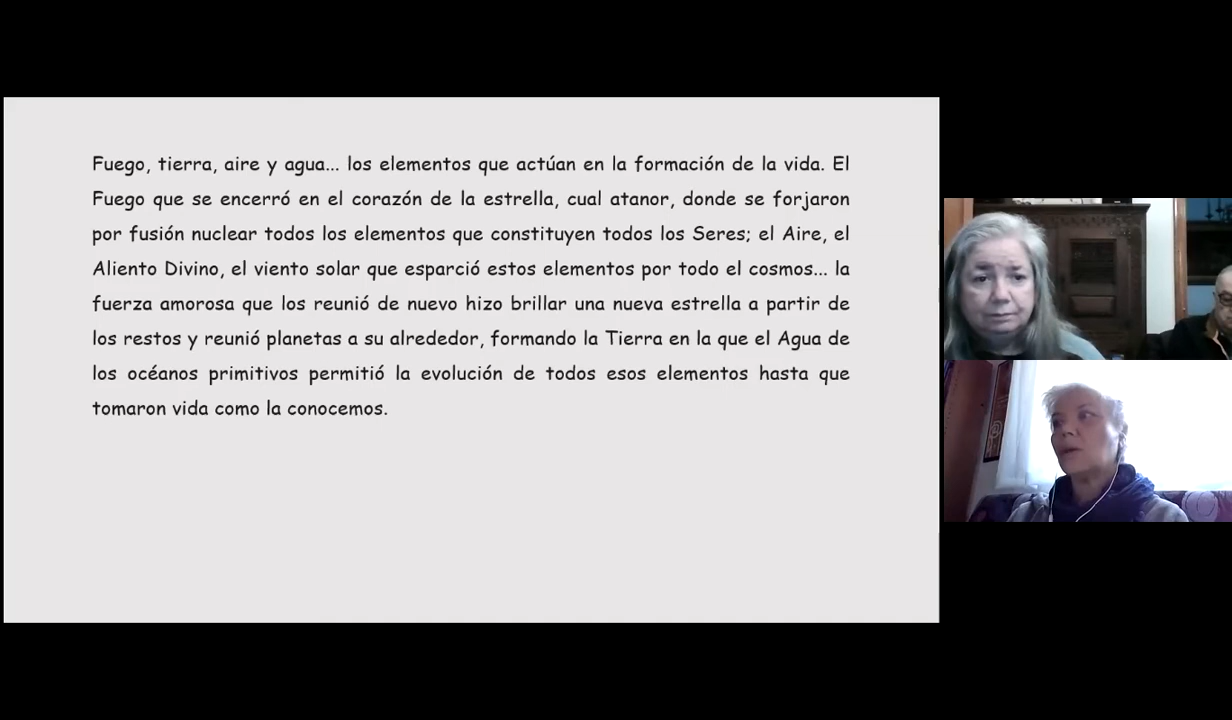 Fuego, tierra, aire y agua... los elementos que actúan en la formación de la vida. El
Fuego que se encerró en el corazón de la estrella, cual atanor, donde se forjaron
por fusión nuclear todos los elementos que constituyen todos los Seres; el Aire, el
Aliento Divino, el viento solar que esparció estos elementos por todo el cosmos... la
fuerza amorosa que los reunió de nuevo hizo brillar una nueva estrella a partir de
los restos y reunió planetas a su alrededor, formando la Tierra en la que el Agua de
los océanos primitivos permitió la evolución de todos esos elementos hasta que
tomaron vida como la conocemos.